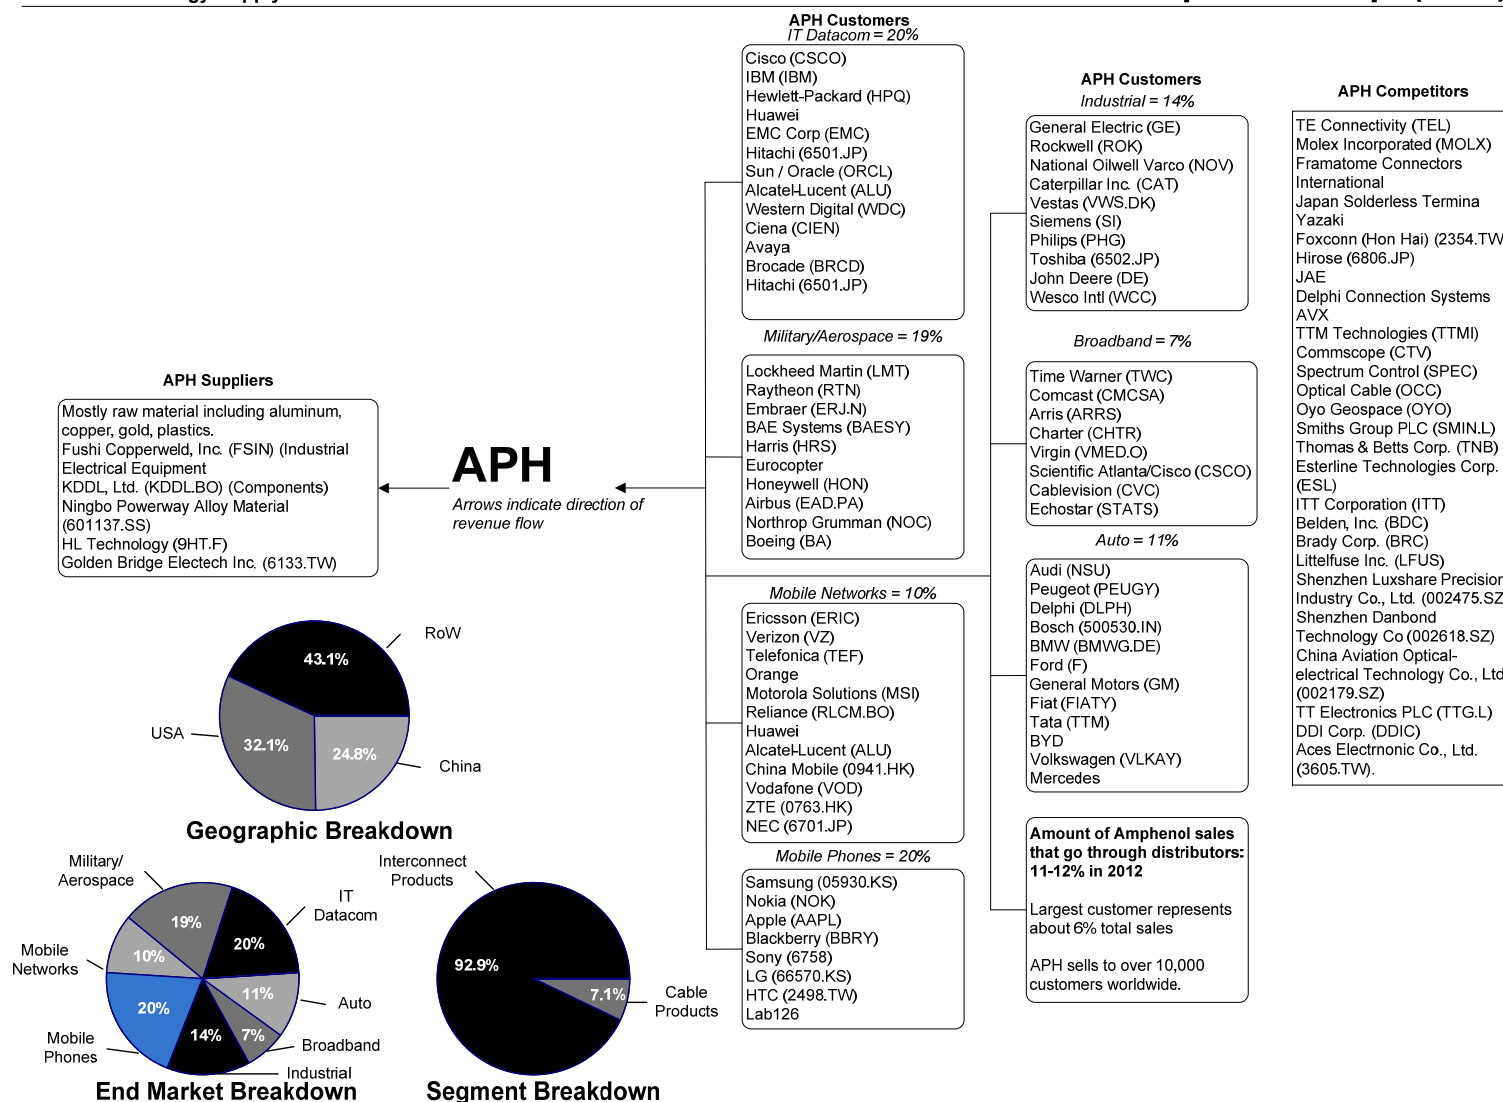 APH Customers
IT Datacom = 20%
Cisco (CSCO)
IBM (IBM)
Hewlett-Packard (HPQ)
Huawei
EMC Corp (EMC)
Hitachi (6501.JP)
Sun / Oracle (ORCL)
Alcatel-Lucent (ALU)
Western Digital (WDC)
Ciena (CIEN)
Avaya
Brocade (BRCD)
Hitachi (6501.JP)
Military/Aerospace = 19%
Lockheed Martin (LMT)
Raytheon (RTN)
Embraer (ERJ.N)
BAE Systems (BAESY)
Harris (HRS)
Eurocopter
Honeywell (HON)
Airbus (EAD.PA)
Northrop Grumman (NOC)
Boeing (BA)
Mobile Networks = 10%
Ericsson (ERIC)
Verizon (VZ)
Telefonica (TEF)
Orange
Motorola Solutions (MSI)
Reliance (RLCM.BO)
Huawei
Alcatel-Lucent (ALU)
China Mobile (0941.HK)
Vodafone (VOD)
ZTE (0763.HK)
NEC (6701.JP)
Mobile Phones = 20%
Samsung (05930.KS)
Nokia (NOK)
Apple (AAPL)
Blackberry (BBRY)
Sony (6758)
LG (66570.KS)
HTC (2498.TW)
Lab126
APH Customers
Industrial = 14%
General Electric (GE)
Rockwell (ROK)
National Oilwell Varco (NOV)
Caterpillar Inc. (CAT)
Vestas (VWS.DK)
Siemens (SI)
Philips (PHG)
Toshiba (6502.JP)
John Deere (DE)
Wesco Intl (WCC)
Broadband = 7%
Time Warner (TWC)
Comcast (CMCSA)
Arris (ARRS)
Charter (CHTR)
Virgin (VMED.O)
Scientific Atlanta/Cisco (CSCO)
Cablevision (CVC)
Echostar (STATS)
Auto = 11%
Audi (NSU)
Peugeot (PEUGY)
Delphi (DLPH)
Bosch (500530.IN)
BMW (BMWG.DE)
Ford (F)
General Motors (GM)
Fiat (FIATY)
Tata (TTM)
BYD
Volkswagen (VLKAY)
Mercedes
Amount of Amphenol sales
that go through distributors:
11-12% in 2012
Largest customer represents
about 6% total sales
APH sells to over 10,000
customers worldwide.
APH Competitors
TE Connectivity (TEL)
Molex Incorporated (MOLX)
Framatome Connectors
International
Japan Solderless Termina
Yazaki
Foxconn (Hon Hai) (2354.TW
Hirose (6806.JP)
JAE
Delphi Connection Systems
AVX
TTM Technologies (TTMI)
Commscope (CTV)
Spectrum Control (SPEC)
Optical Cable (OCC)
Oyo Geospace (OYO)
Smiths Group PLC (SMIN.L)
Thomas & Betts Corp. (TNB)
Esterline Technologies Corp.
(ESL)
ITT Corporation (ITT)
Belden, Inc. (BDC)
Brady Corp. (BRC)
Littelfuse Inc. (LFUS)
Shenzhen Luxshare Precision
Industry Co., Ltd. (002475.SZ
Shenzhen Danbond
Technology Co (002618.SZ)
China Aviation Optical-
electrical Technology Co., Ltd
(002179.SZ)
TT Electronics PLC (TTG.L)
DDI Corp. (DDIC)
Aces Electrnonic Co., Ltd.
(3605.TW).
APH Suppliers
Mostly raw material including aluminum,
copper, gold, plastics.
Fushi Copperweld, Inc. (FSIN) (Industrial
Electrical Equipment
KDDL, Ltd. (KDDL.BO) (Components)
Ningbo Powerway Alloy Material
(601137.SS)
HL Technology (9HT.F)
Golden Bridge Electech Inc. (6133.TW)
APH
Arrows indicate direction of
revenue flow
RoW
43.1%
USA
32.1%
24.8%
China
Geographic Breakdown
Military/
Aerospace
19%
IT
Datacom
20%
Mobile
Networks
10%
11%
Auto
20%
14%
7%
Mobile
Phones
Broadband
Industrial
End Market Breakdown
Interconnect
Products
92.9%
7.1%
Cable
Products
Segment Breakdown